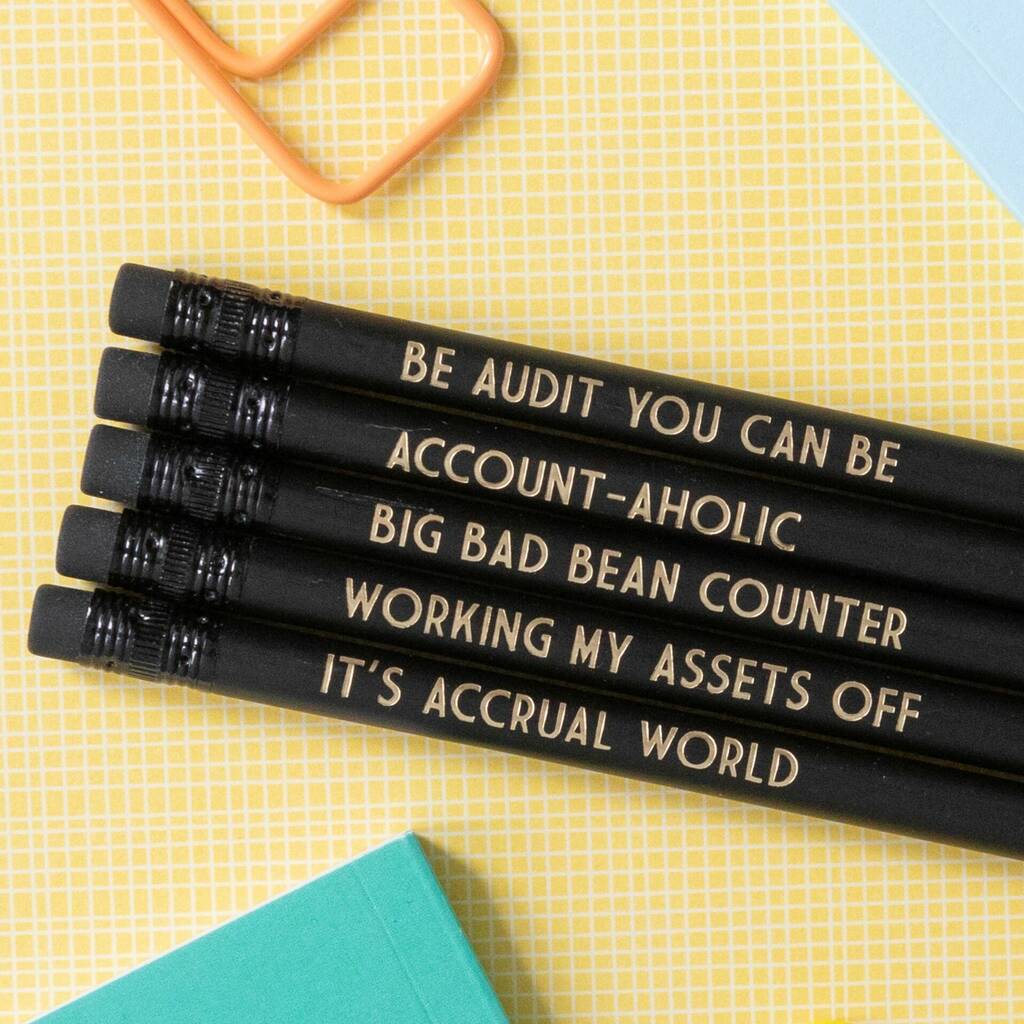 BE AUDIT YOU CAN BE
ACCOUNT-AHOLIC
BIG BAD BEAN COUNTER
WORKING MY ASSETS OFF
IT'S ACCRUAL WORLD